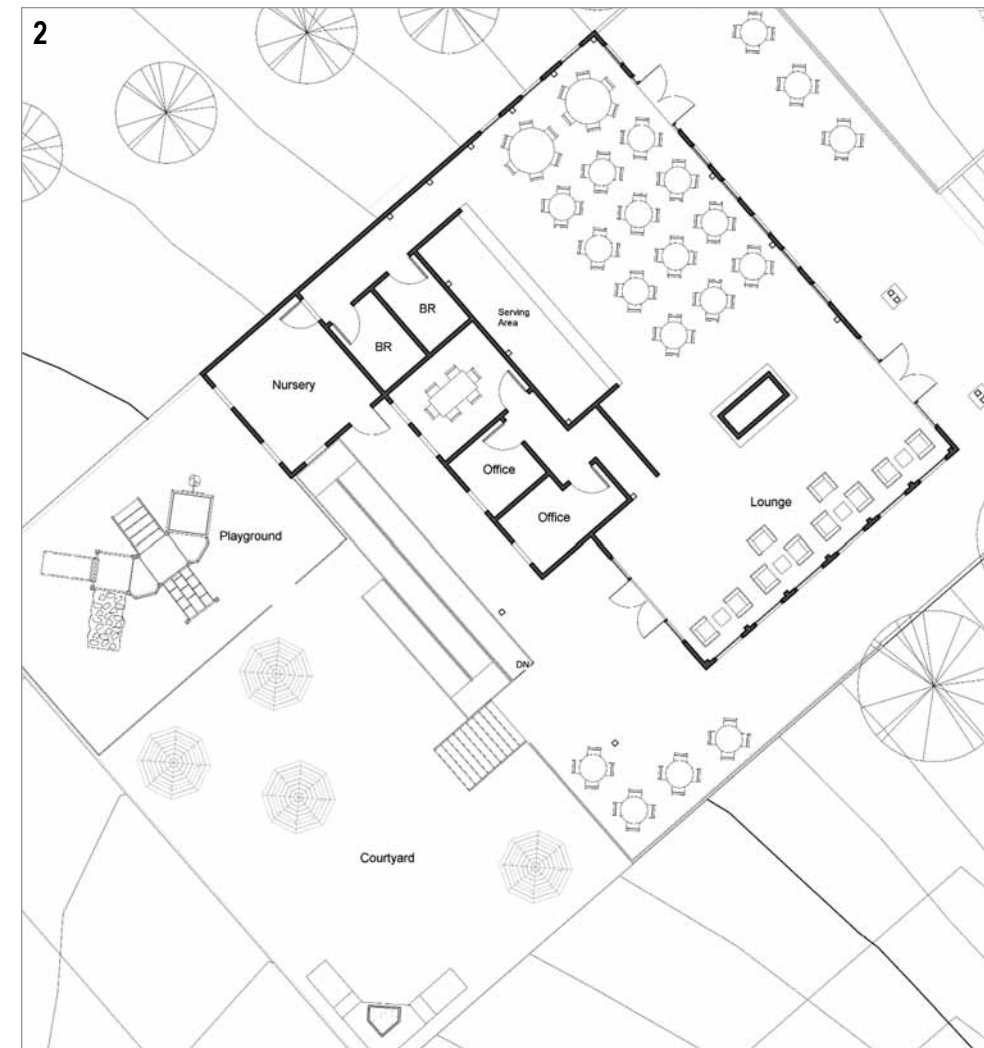 2
BR
Serving
Area
BR
Nursery
Office
Lounge
Office
Playground
DN
Courtyard